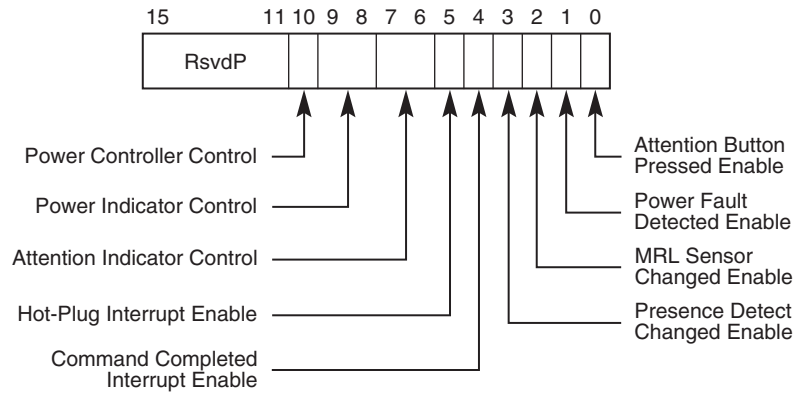 15 11 10 9 8 7 6 5 4 3 2 1 0
RsvdP
Power Controller Control
Power Indicator Control
Attention Indicator Control
Hot-Plug Interrupt Enable
Command Completed
Interrupt Enable
Attention Button
Pressed Enable
Power Fault
Detected Enable
MRL Sensor
Changed Enable
Presence Detect
Changed Enable